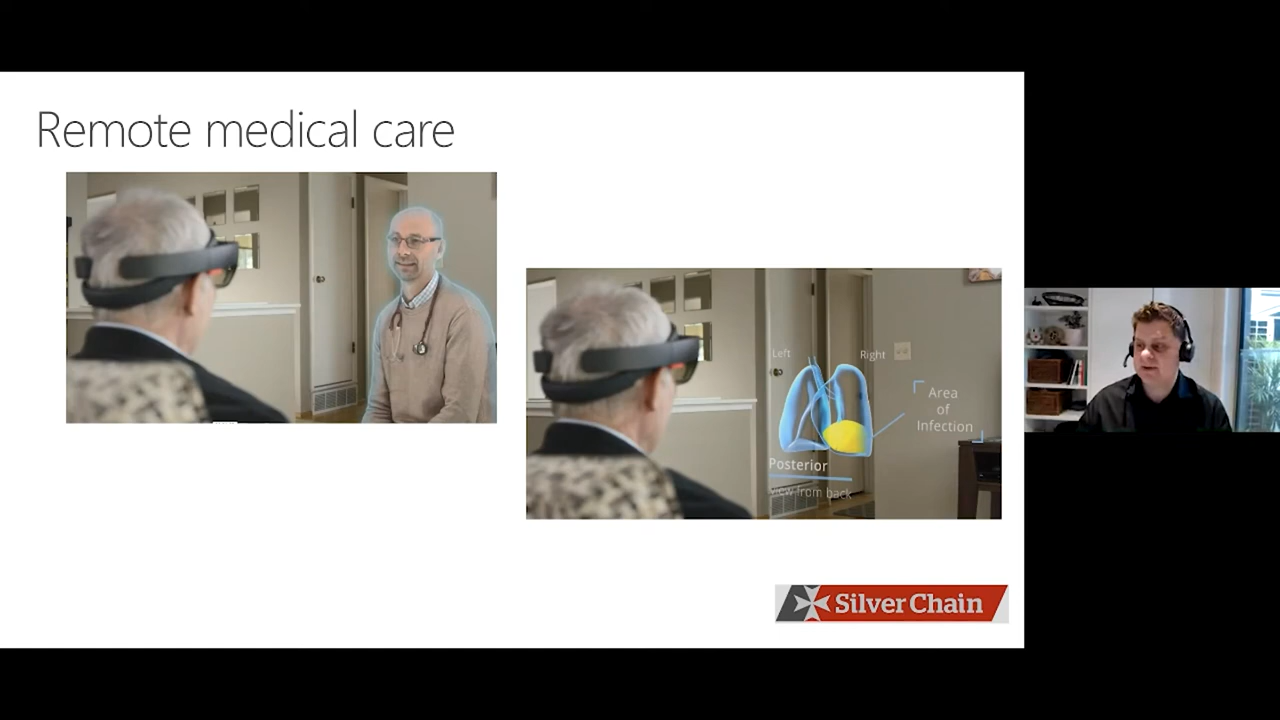 Remote medical care
Left
Right
Area
of
Infection
Posterior
view from back
Silver Chain